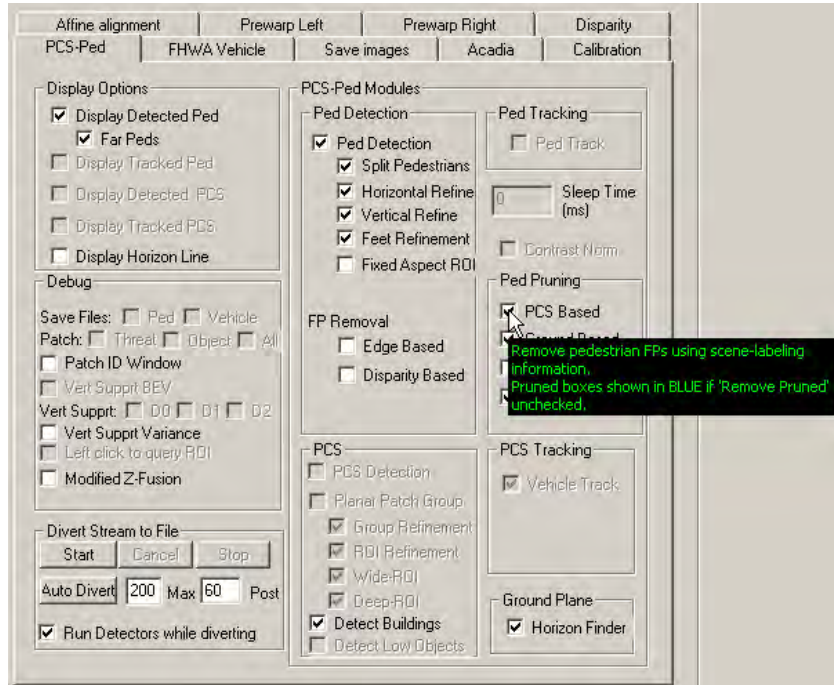 Affine alignment
Prewarp Left
Prewarp Right
Disparity
PCS-Ped
FHWA Vehicle
Save images
Acadia
Calibration
Display Options
Display Detected Ped
Far Peds
Display Tracked Ped
Display Detected PCS
Display Tracked PCS
Display Horizon Line
Debug
Save Files: Ped Vehicle
Patch: Threat Object All
Patch ID Window
Vert Supprt BEV
Vert Supprt: D0 D1 D2
Vert Supprt Variance
Left click to query ROI
Modified Z-Fusion
Divert Stream to File
Start
Cancel
Stop
Auto Divert
200
Max
60
Post
Run Detectors while diverting
PCS-Ped Modules
Ped Detection
Ped Detection
Split Pedestrians
Horizontal Refine
Vertical Refine
Feet Refinement
Fixed Aspect ROI
FP Removal
Edge Based
Disparity Based
PCS
PCS Detection
Planar Patch Group
Group Refinement
ROI Refinement
Wide-ROI
Deep-ROI
Detect Buildings
Detect Low Objects
Ped Tracking
Ped Track
0
Sleep Time
(ms)
Contrast Norm
Ped Pruning
PCS Based
Ground Based
Remove pedestrian FPs using scene-labeling
information.
Pruned boxes shown in BLUE if 'Remove Pruned'
unchecked.
PCS Tracking
Vehicle Track
Ground Plane
Horizon Finder